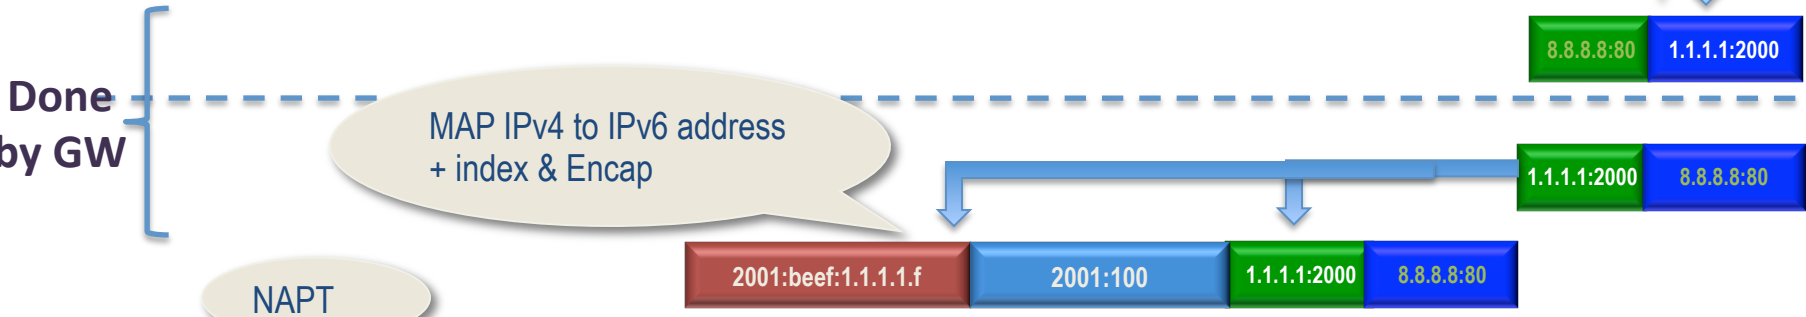 8.8.8.8:80 1.1.1.1:2000
Done
by GW
MAP IPv4 to IPv6 address
+ index & Encap
1.1.1.1:2000 8.8.8.8:80
2001:beef:1.1.1.1.f 2001:100 1.1.1.1:2000 8.8.8.8:80
NAPT